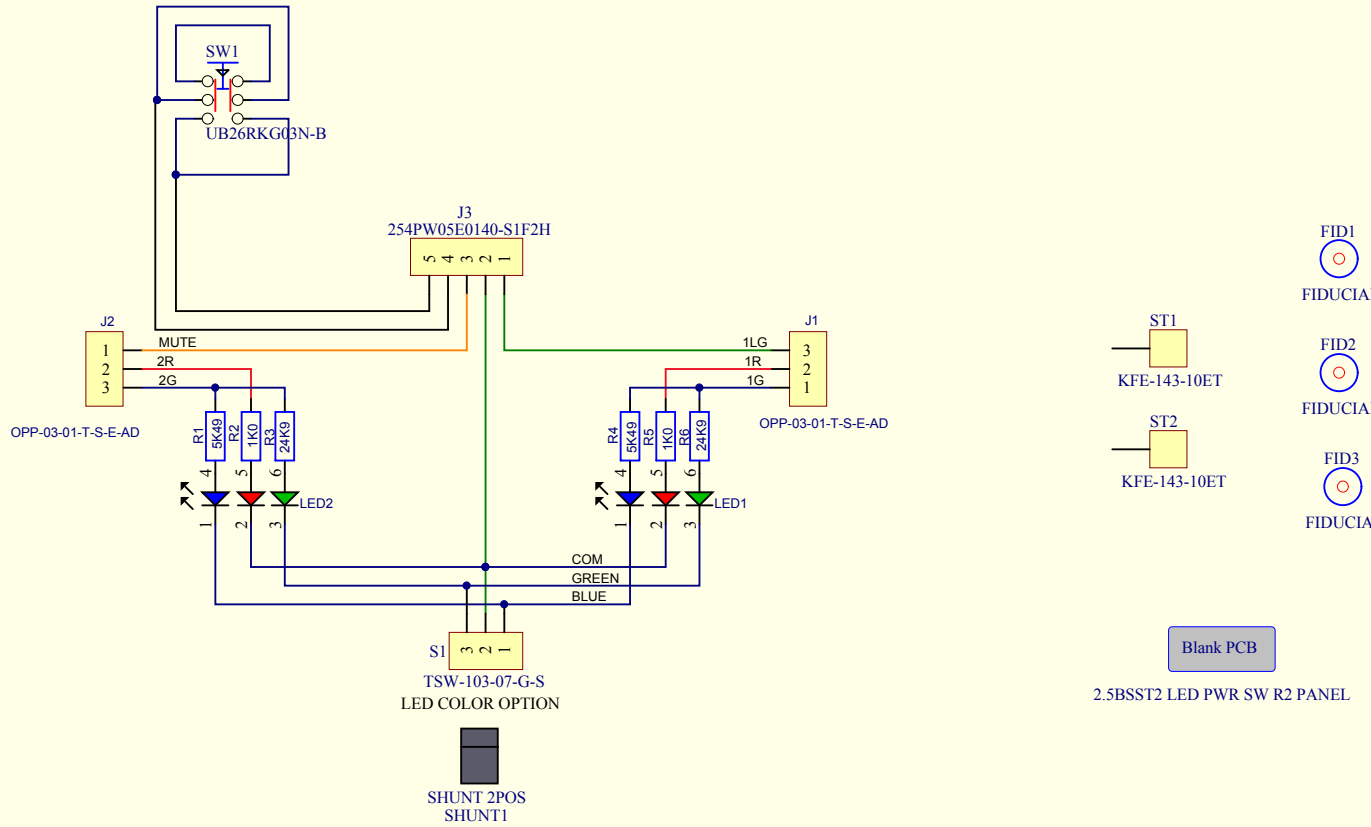 SW1
UB26RKG03N-B
J3
254PW05E0140-S1F2H
5 4 3 2 1
J2
1
2
3
MUTE
2R
2G
OPP-03-01-T-S-E-AD
J1
3
2
1
1LG
1R
1G
OPP-03-01-T-S-E-AD
R1 5K49
R2 1K0
R3 24K9
4 5 6
LED2
1 2 3
R4 5K49
R5 1K0
R6 24K9
4 5 6
LED1
1 2 3
COM
GREEN
BLUE
S1
3 2 1
TSW-103-07-G-S
LED COLOR OPTION
SHUNT 2POS
SHUNT1
ST1
KFE-143-10ET
ST2
KFE-143-10ET
FID1
FIDUCIA
FID2
FIDUCIA
FID3
FIDUCIA
Blank PCB
2.5BSST2 LED PWR SW R2 PANEL